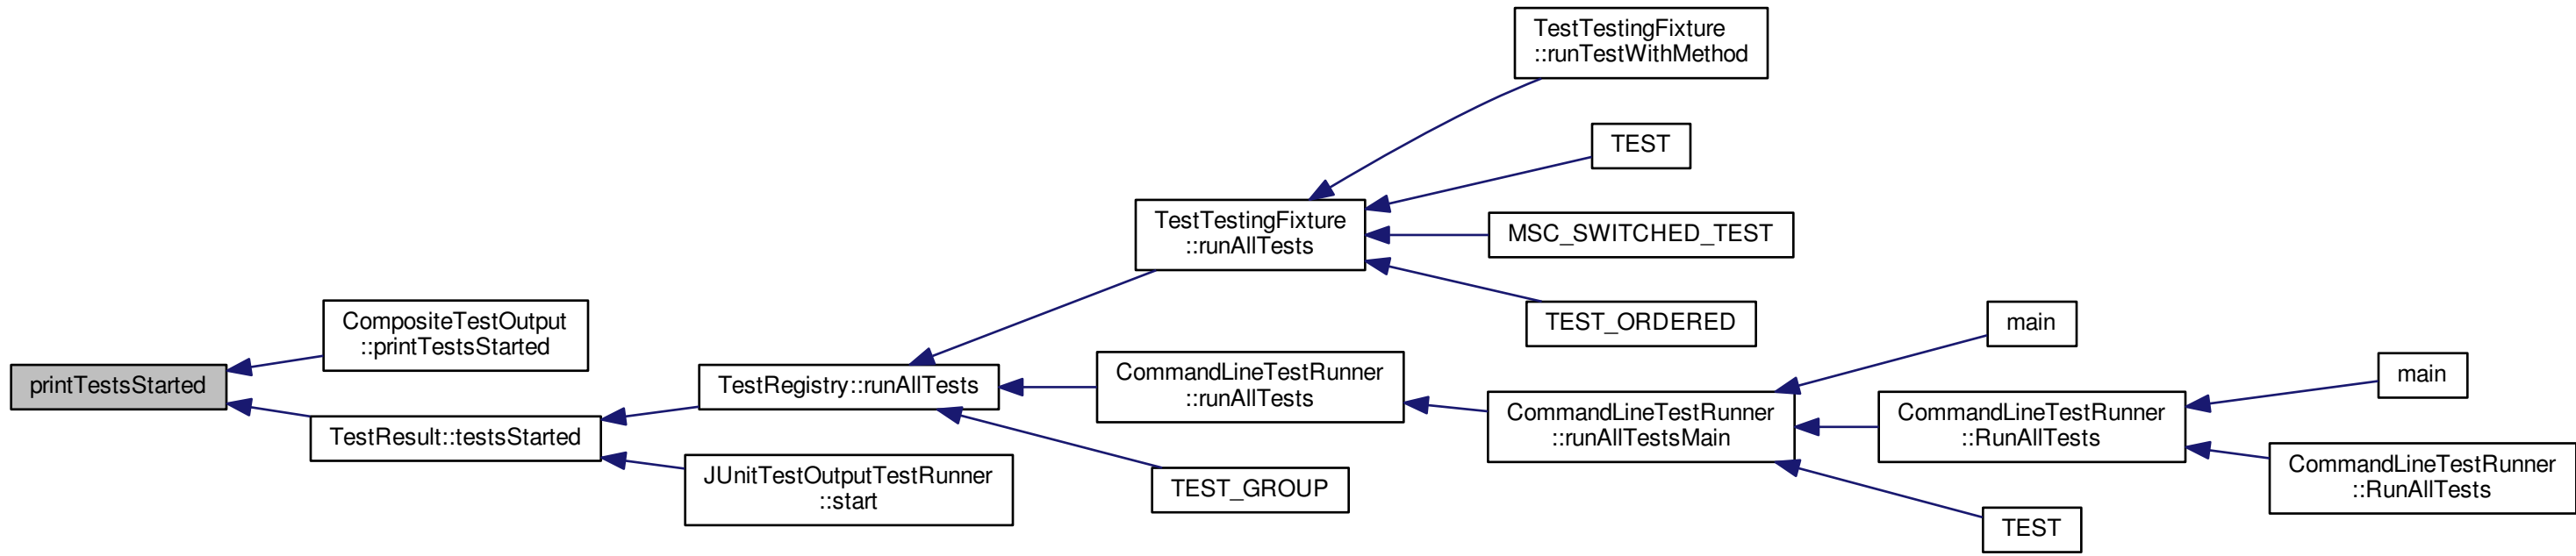 TestTestingFixture
::runTestWithMethod
TEST
TestTestingFixture
::runAllTests
MSC_SWITCHED_TEST
CompositeTestOutput
::printTestsStarted
TEST_ORDERED
main
printTestsStarted
TestRegistry::runAllTests
CommandLineTestRunner
::runAllTests
main
TestResult::testsStarted
CommandLineTestRunner
::runAllTestsMain
CommandLineTestRunner
::RunAllTests
JUnitTestOutputTestRunner
::start
TEST_GROUP
CommandLineTestRunner
::RunAllTests
TEST